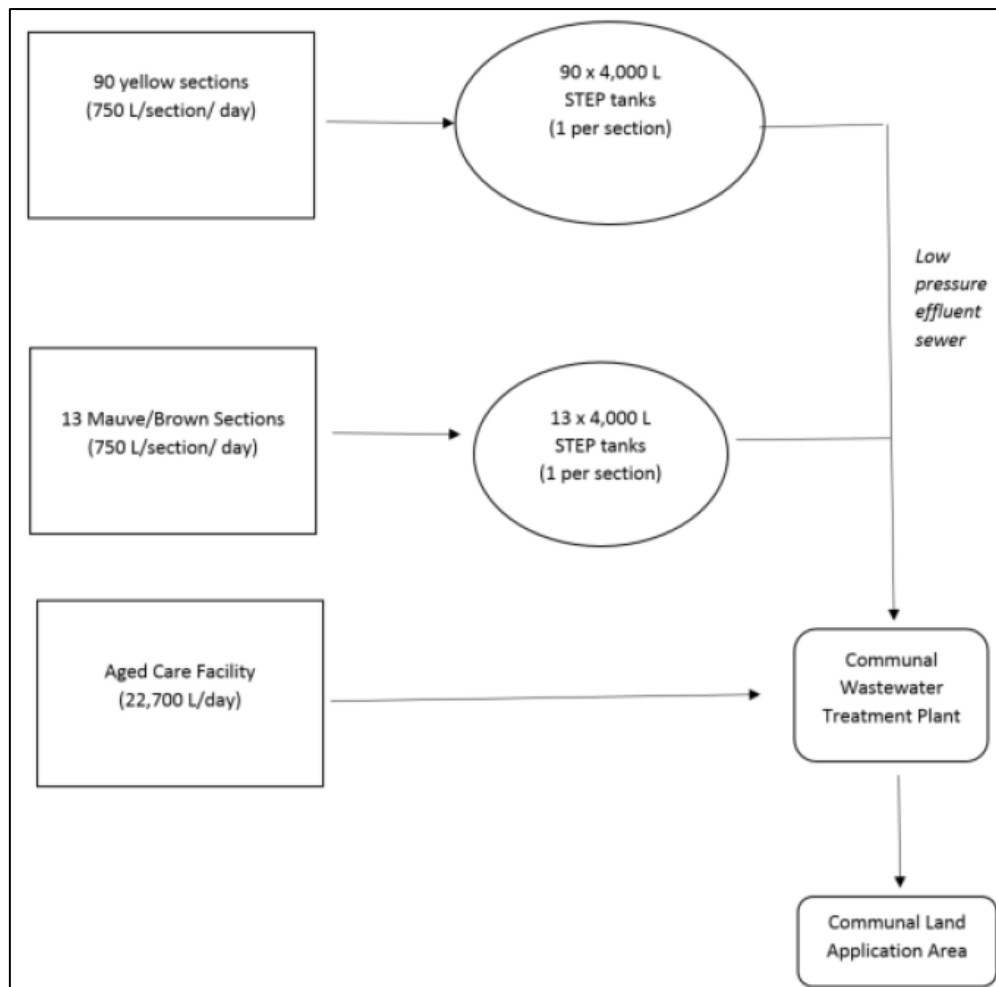 90 yellow sections
(750 L/section/ day)
90 x 4,000 L
STEP tanks
(1 per section)
Low
pressure
effluent
sewer
13 Mauve/Brown Sections
(750 L/section/ day)
13 x 4,000 L
STEP tanks
(1 per section)
Aged Care Facility
(22,700 L/day)
Communal
Wastewater
Treatment Plant
Communal Land
Application Area